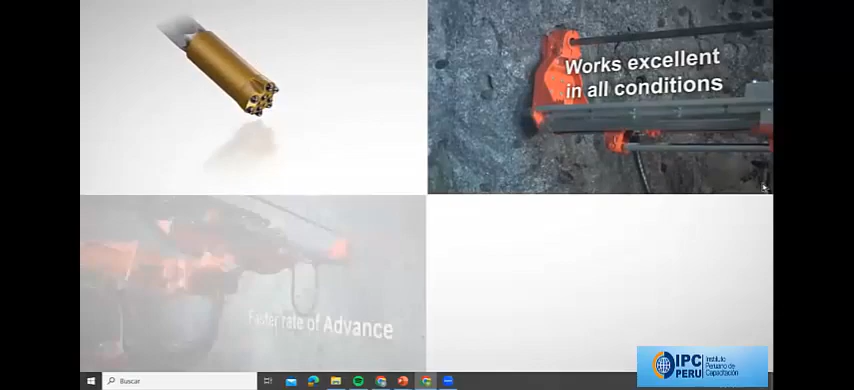 Works excellent
in all conditions
Faster rate of Advance
IPC
PERU
Instituto
Peruano de
Capacitación
Buscar